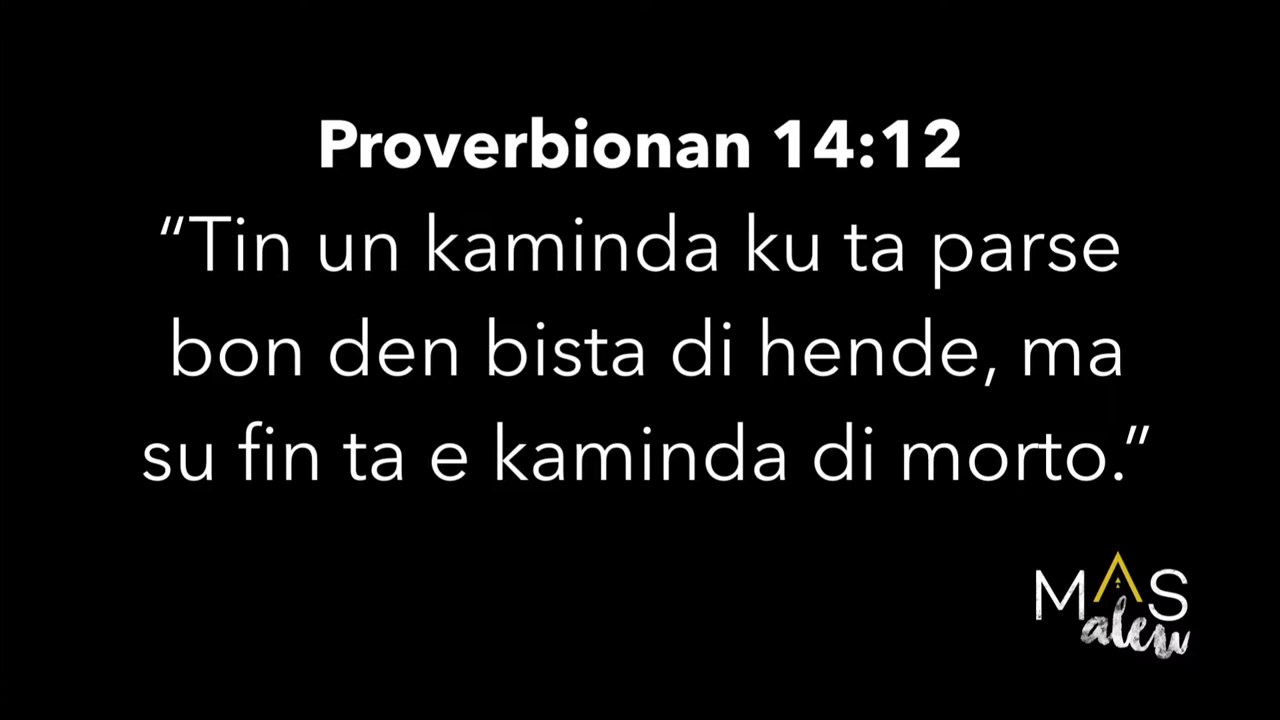 Proverbionan 14:12
“Tin un kaminda ku ta parse
bon den bista di hende, ma
su fin ta e kaminda di morto.”
MAS
alew